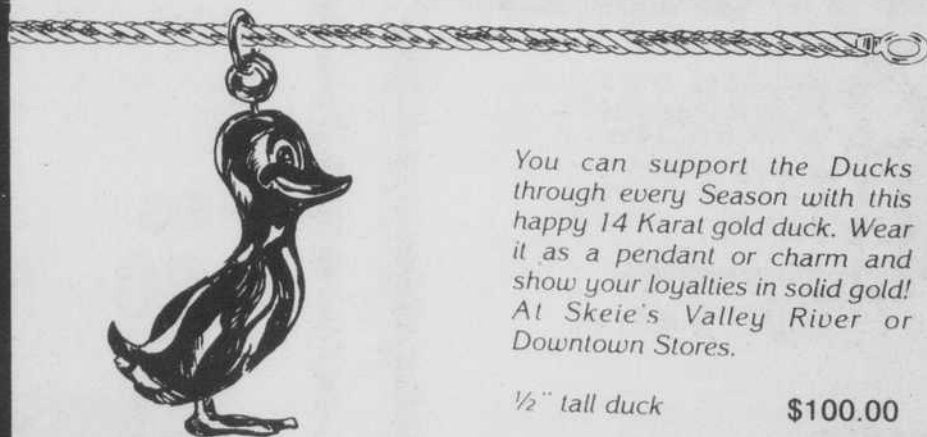 You can support the Ducks
through every Season with this
happy 14 Karat gold duck. Wear
it as a pendant or charm and
show your loyalties in solid gold!
At Skeie's Valley River or
Downtown Stores.
½" tall duck $100.00